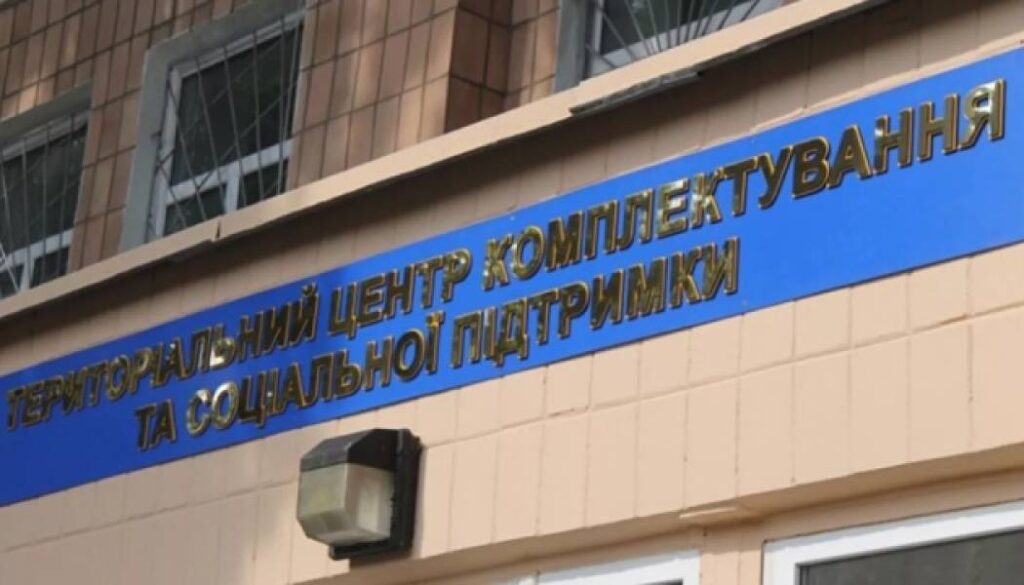 ТЕРИТОРІАЛЬНИЙ ЦЕНТР КОМПЛЕКТУВАННЯ
ТА СОЦІАЛЬНОЇ ПІДТРИМКИ